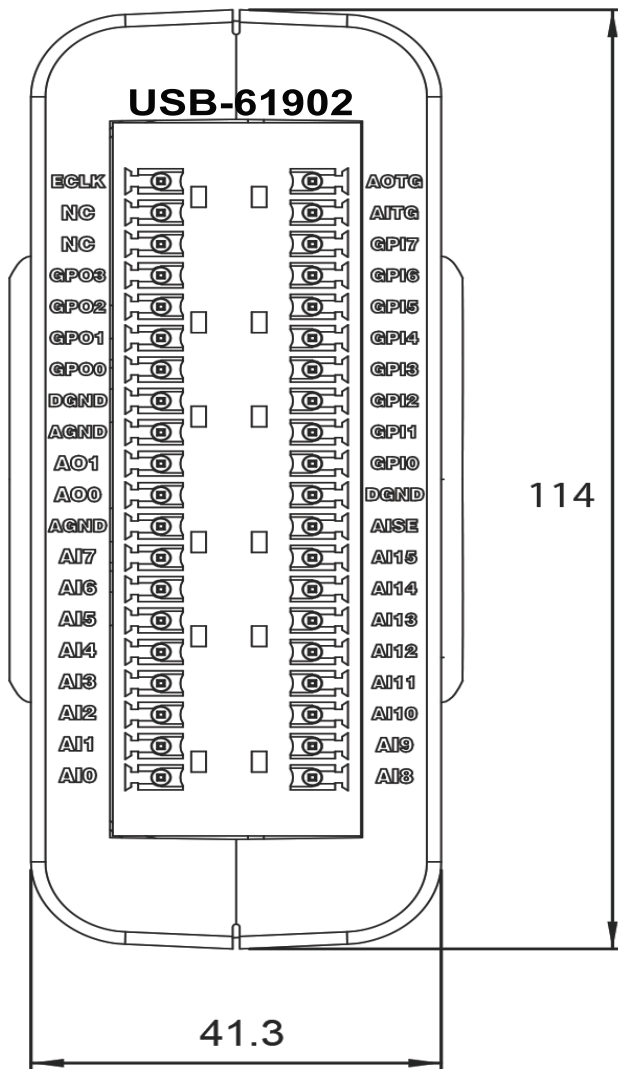 USB-61902
ECLK AOTG
NC AITG
NC GPI7
GPO3 GPI6
GPO2 GPI5
GPO1 GPI4
GPO0 GPI3
DGND GPI2
AGND GPI1
AO1 GPI0
AO0 DGND
AGND AISE
AI7 AI15
AI6 AI14
AI5 AI13
AI4 AI12
AI3 AI11
AI2 AI10
AI1 AI9
AI0 AI8
114
41.3